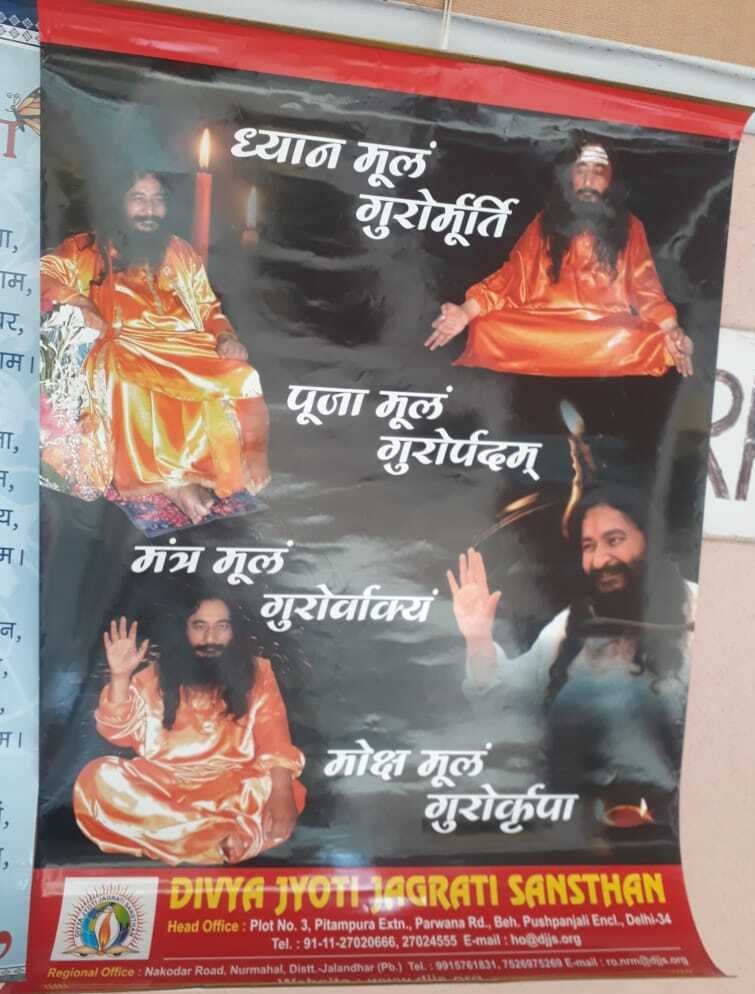 ध्यान मूलं
गुरोर्मूर्ति
पूजा मूलं
गुरोर्पदम्
मंत्र मूलं
गुरोर्वाक्यं
मोक्ष मूलं
गुरोर्कृपा
DIVYA JYOTI JAGRATI SANSTHAN
Head Office : Plot No. 3, Pitampura Extn., Parwana Rd., Beh. Pushpanjali Encl., Delhi-34
Tel. : 91-11-27020666, 27024555 E-mail : ho@djjs.org
Regional Office : Nakodar Road, Nurmahal, Distt.-Jalandhar (Pb.) Tel. : 9915761831, 7526975269 E-mail : ro.nrm@djjs.org